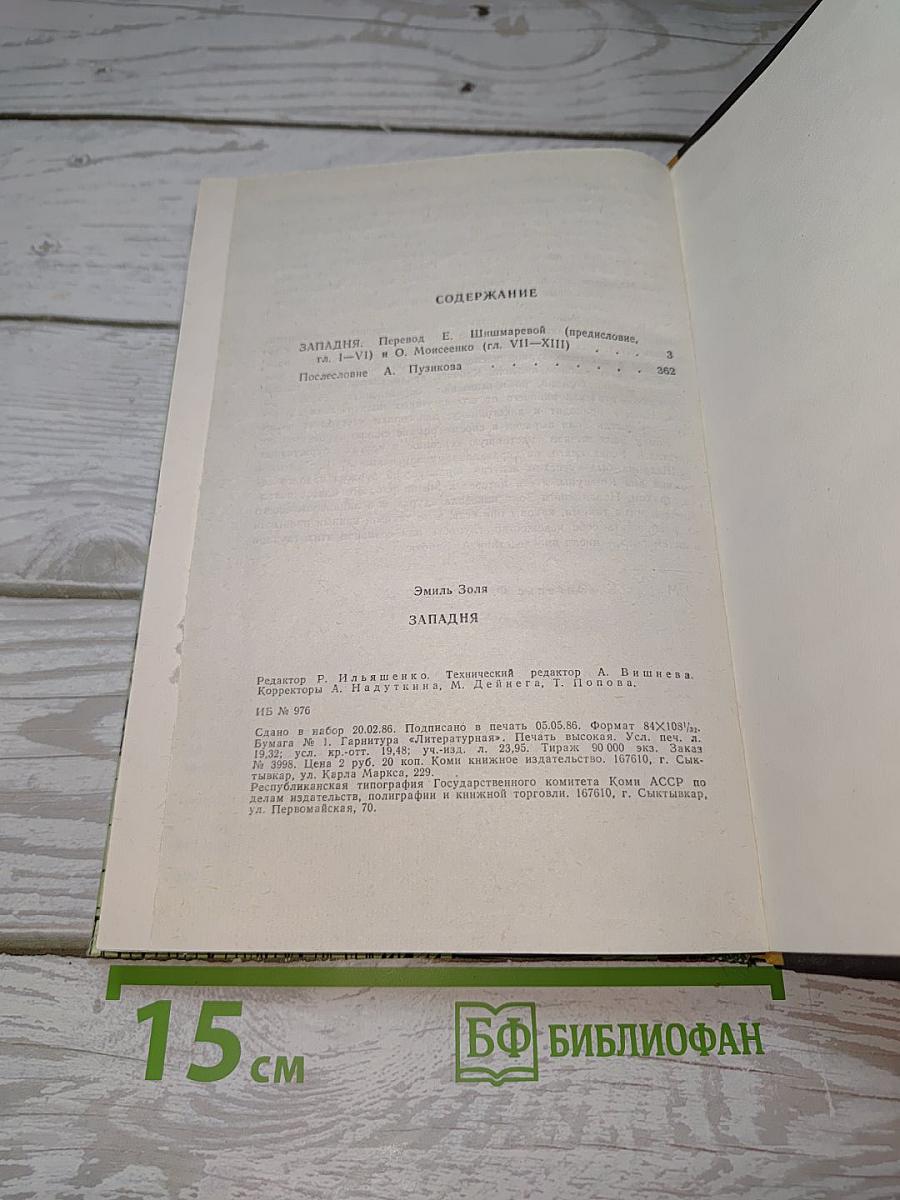 СОДЕРЖАНИЕ
ЗАПАДНЯ. Перевод Е. Шишмаревой (предисловие,
гл. I—VI) и О. Моисеенко (гл. VII—XIII) . . . 3
Послесловие А. Пузикова . . . . . . . . 362
Эмиль Золя
ЗАПАДНЯ
Редактор Р. Ильяшенко. Технический редактор А. Вишнева.
Корректоры А. Надуткина, М. Дейнега, Т. Попова.
ИБ № 976
Сдано в набор 20.02.86. Подписано в печать 05.05.86. Формат 84×108¹/₃₂.
Бумага № 1. Гарнитура «Литературная». Печать высокая. Усл. печ. л.
19,32; усл. кр.-отт. 19,48; уч.-изд. л. 23,95. Тираж 90 000 экз. Заказ
№ 3998. Цена 2 руб. 20 коп. Коми книжное издательство. 167610, г. Сык-
тывкар, ул. Карла Маркса, 229.
Республиканская типография Государственного комитета Коми АССР по
делам издательств, полиграфии и книжной торговли. 167610, г. Сыктывкар,
ул. Первомайская, 70.
15 см
БФ БИБЛИОФАН